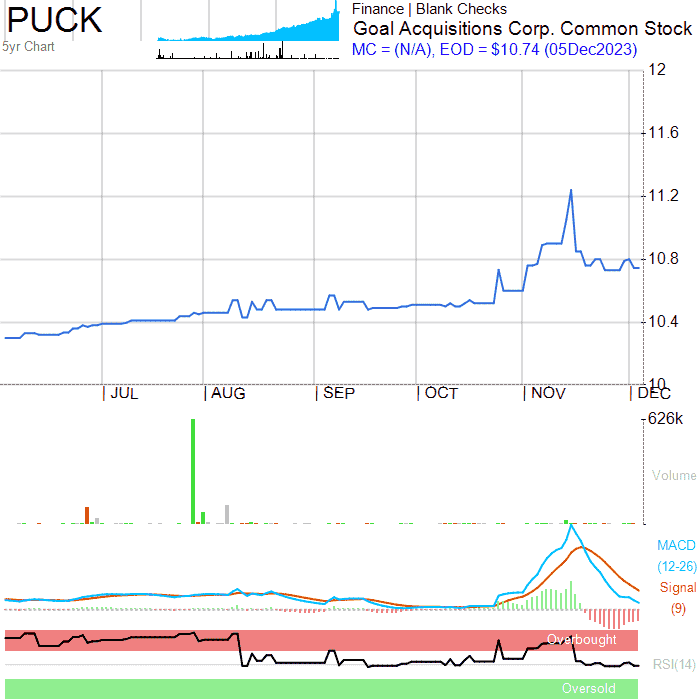 PUCK
5yr Chart
Finance | Blank Checks
Goal Acquisitions Corp. Common Stock
MC = (N/A), EOD = $10.74 (05Dec2023)
12
11.6
11.2
10.8
10.4
10
JUL
AUG
SEP
OCT
NOV
DEC
626k
Volume
MACD
(12-26)
Signal
(9)
Overbought
RSI(14)
Oversold